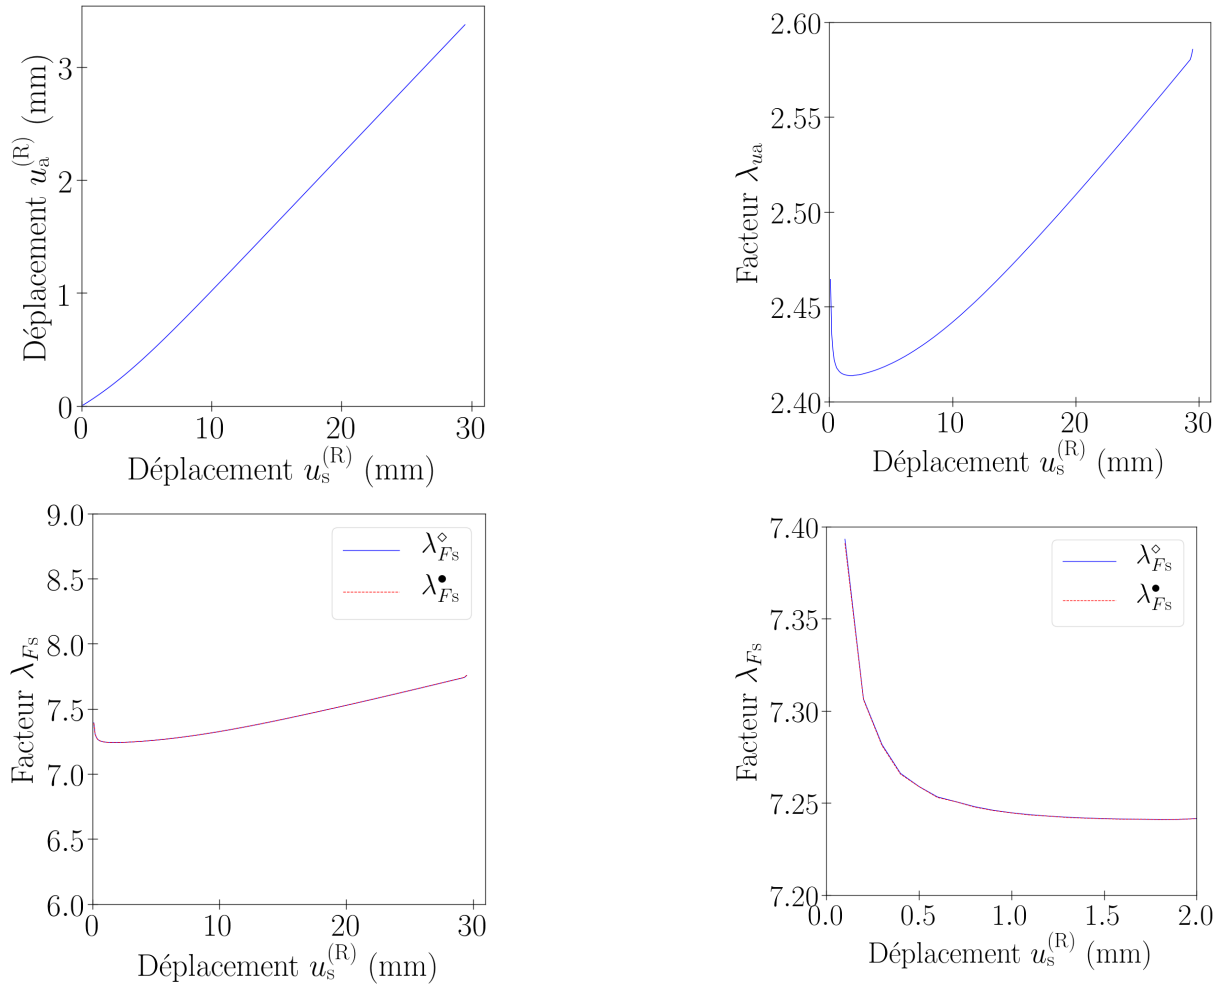 Déplacement u_a^(R) (mm)
3
2
1
0
0 10 20 30
Déplacement u_s^(R) (mm)
Facteur λ_ua
2.60
2.55
2.50
2.45
2.40
0 10 20 30
Déplacement u_s^(R) (mm)
Facteur λ_Fs
9.0
8.5
8.0
7.5
7.0
6.5
6.0
λ_Fs^⋄
λ_Fs^●
0 10 20 30
Déplacement u_s^(R) (mm)
Facteur λ_Fs
7.40
7.35
7.30
7.25
7.20
λ_Fs^⋄
λ_Fs^●
0.0 0.5 1.0 1.5 2.0
Déplacement u_s^(R) (mm)